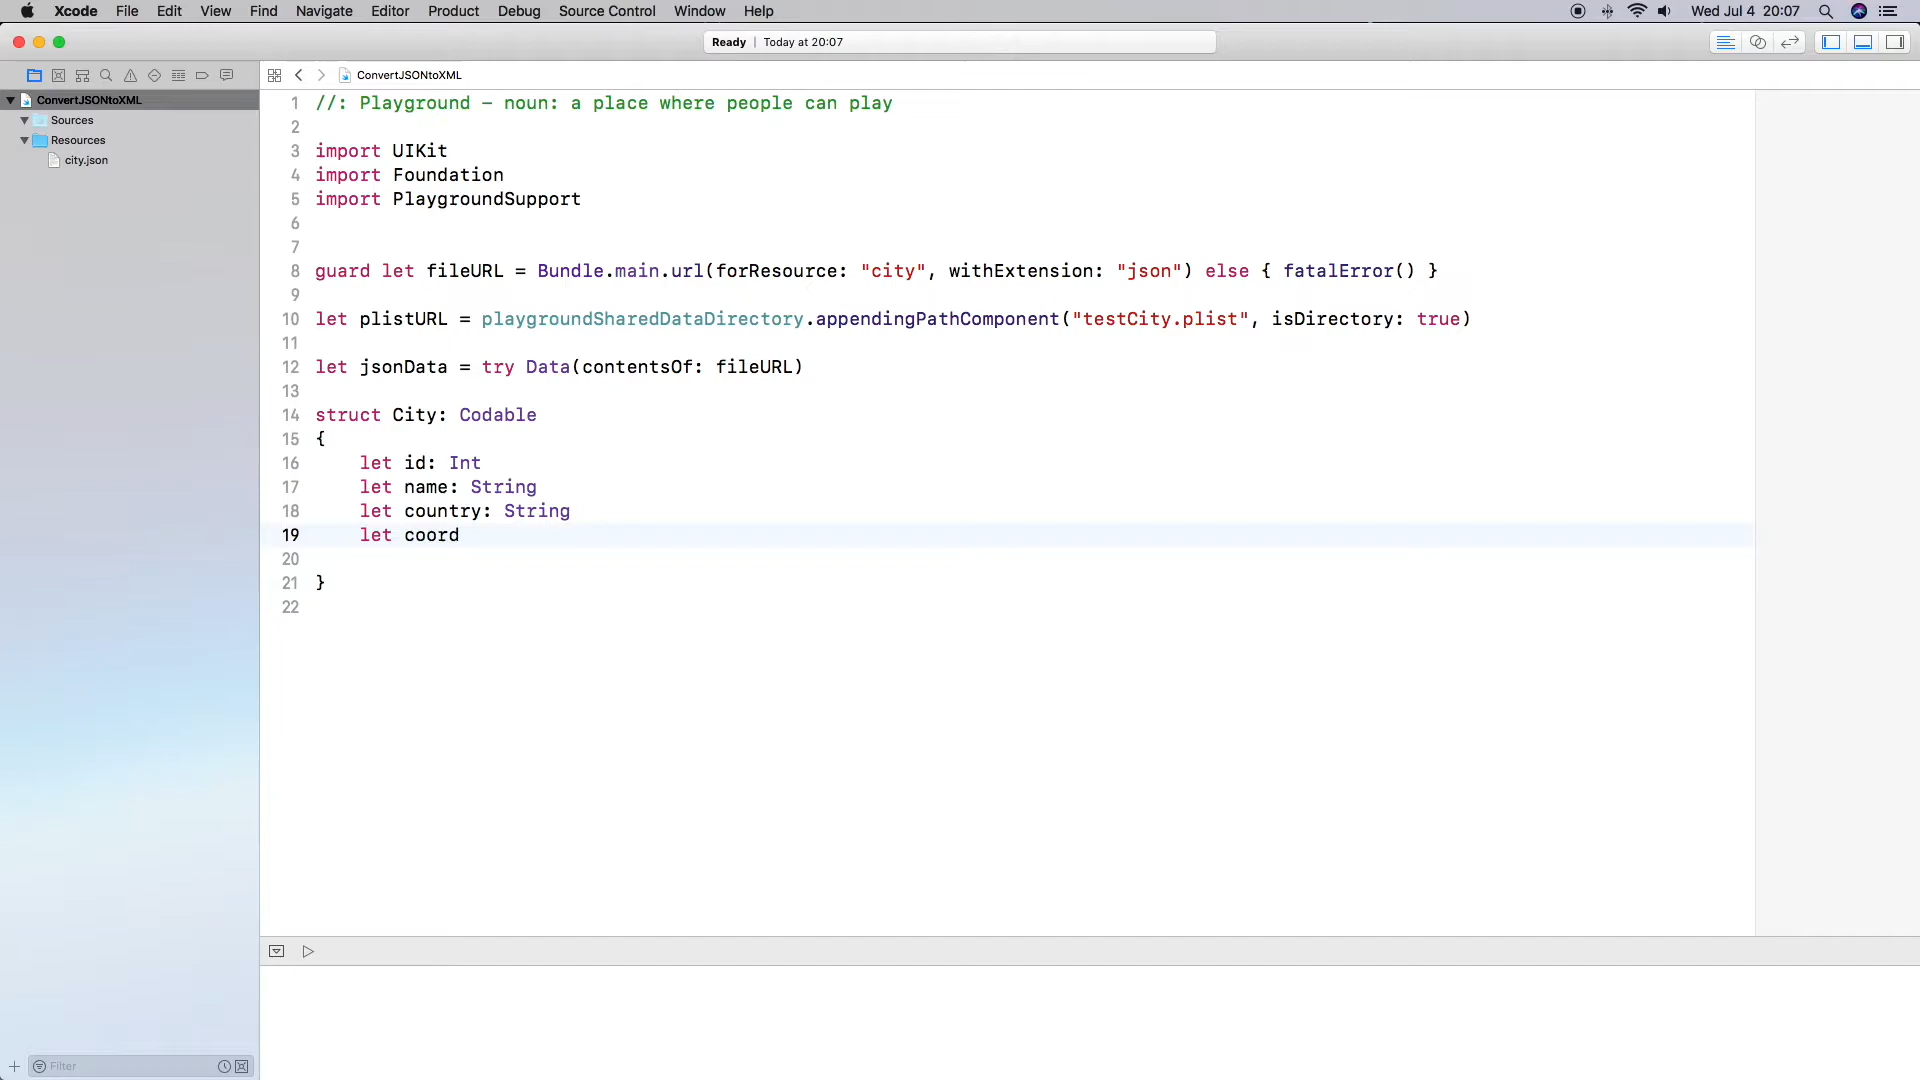 Xcode File Edit View Find Navigate Editor Product Debug Source Control Window Help Wed Jul 4 20:07
Ready | Today at 20:07
ConvertJSONtoXML
ConvertJSONtoXML
Sources
Resources
city.json
1 //: Playground - noun: a place where people can play
2
3 import UIKit
4 import Foundation
5 import PlaygroundSupport
6
7
8 guard let fileURL = Bundle.main.url(forResource: "city", withExtension: "json") else { fatalError() }
9
10 let plistURL = playgroundSharedDataDirectory.appendingPathComponent("testCity.plist", isDirectory: true)
11
12 let jsonData = try Data(contentsOf: fileURL)
13
14 struct City: Codable
15 {
16 let id: Int
17 let name: String
18 let country: String
19 let coord
20
21 }
22
Filter